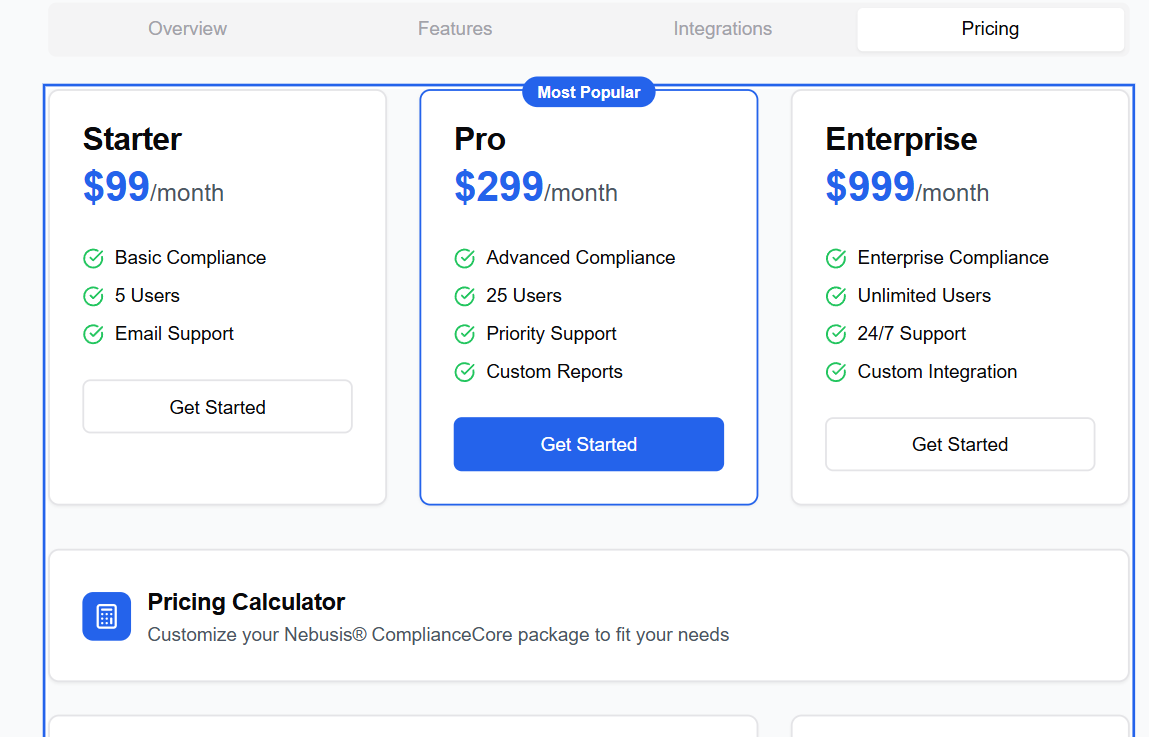 Overview
Features
Integrations
Pricing
Most Popular
Starter
$99/month
Basic Compliance
5 Users
Email Support
Get Started
Pro
$299/month
Advanced Compliance
25 Users
Priority Support
Custom Reports
Get Started
Enterprise
$999/month
Enterprise Compliance
Unlimited Users
24/7 Support
Custom Integration
Get Started
Pricing Calculator
Customize your Nebusis® ComplianceCore package to fit your needs